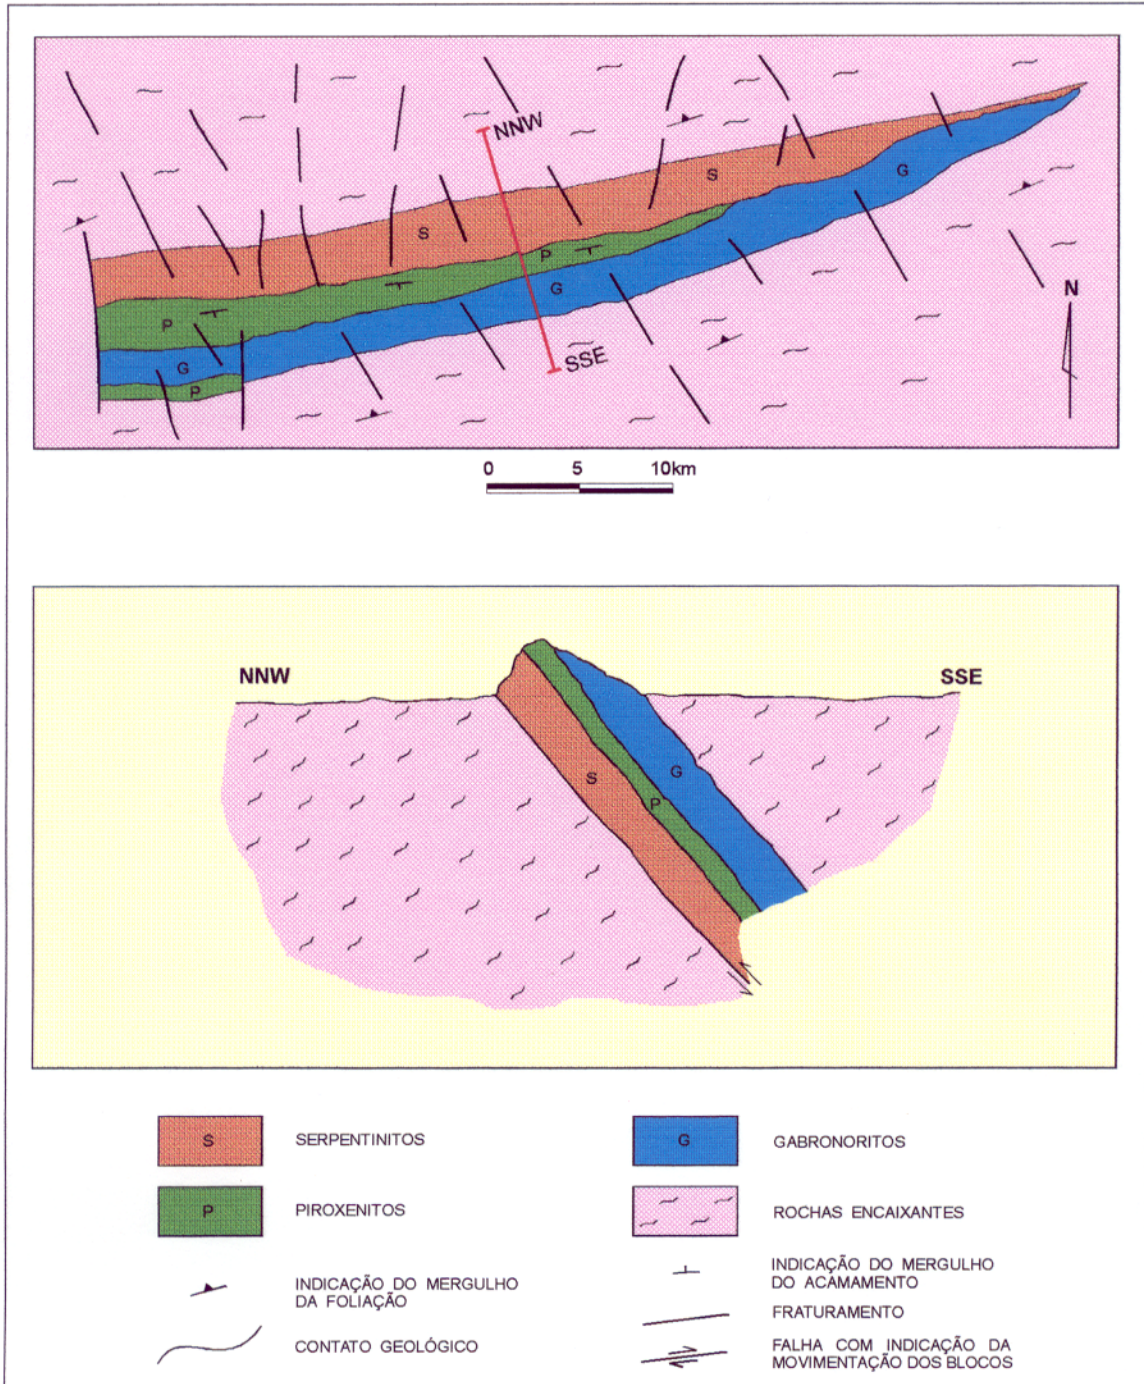 NNW
S
S
G
P
P
G
P
G
P
SSE
N
0 5 10km
NNW
SSE
S
P
G
S SERPENTINITOS
G GABRONORITOS
P PIROXENITOS
ROCHAS ENCAIXANTES
INDICAÇÃO DO MERGULHO
DA FOLIAÇÃO
INDICAÇÃO DO MERGULHO
DO ACAMAMENTO
FRATURAMENTO
CONTATO GEOLÓGICO
FALHA COM INDICAÇÃO DA
MOVIMENTAÇÃO DOS BLOCOS